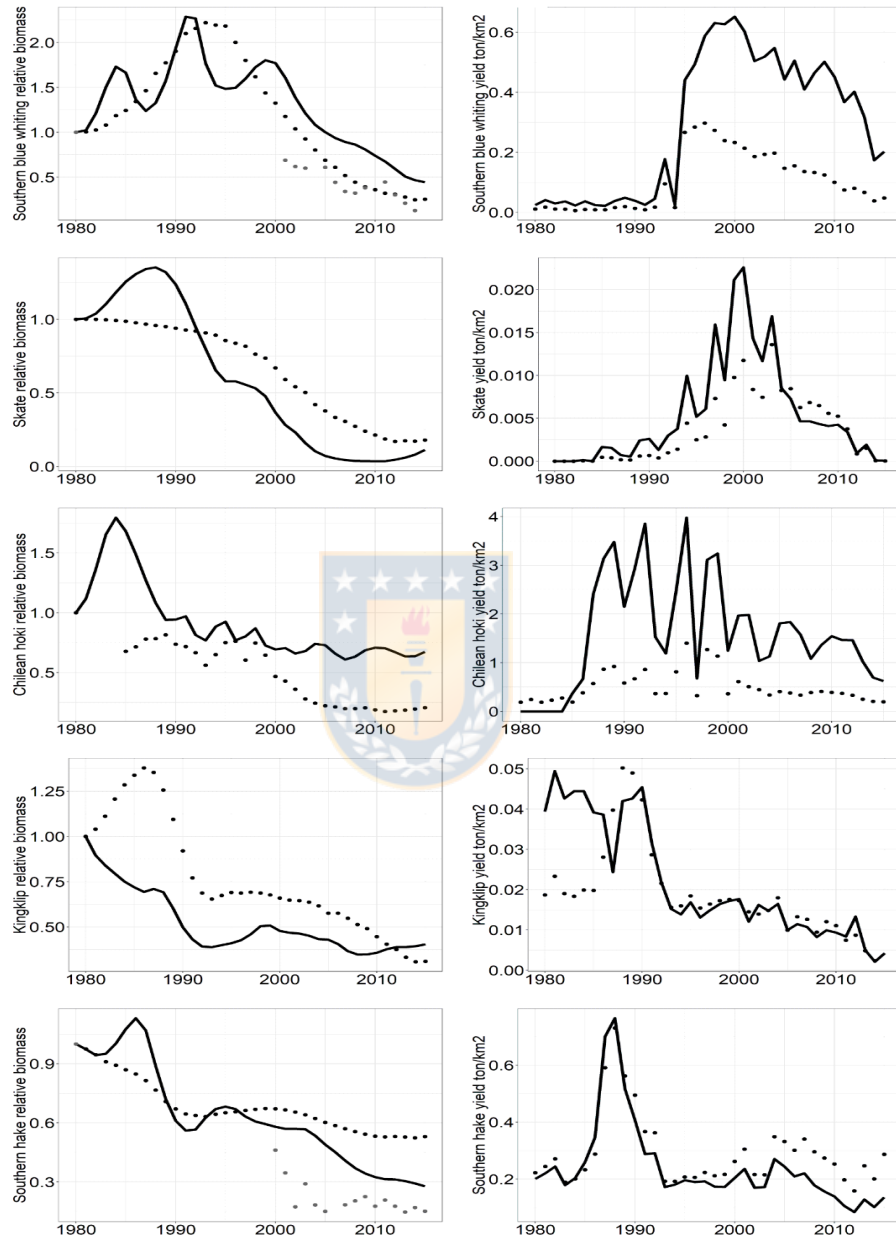 Southern blue whiting relative biomass
2.0
1.5
1.0
0.5
1980 1990 2000 2010
Southern blue whiting yield ton/km2
0.6
0.4
0.2
0.0
1980 1990 2000 2010
Skate relative biomass
1.0
0.5
0.0
1980 1990 2000 2010
Skate yield ton/km2
0.020
0.015
0.010
0.005
0.000
1980 1990 2000 2010
Chilean hoki relative biomass
1.5
1.0
0.5
1980 1990 2000 2010
Chilean hoki yield ton/km2
4
3
2
1
0
1980 1990 2000 2010
Kingklip relative biomass
1.25
1.00
0.75
0.50
1980 1990 2000 2010
Kingklip yield ton/km2
0.05
0.04
0.03
0.02
0.01
0.00
1980 1990 2000 2010
Southern hake relative biomass
0.9
0.6
0.3
1980 1990 2000 2010
Southern hake yield ton/km2
0.6
0.4
0.2
1980 1990 2000 2010